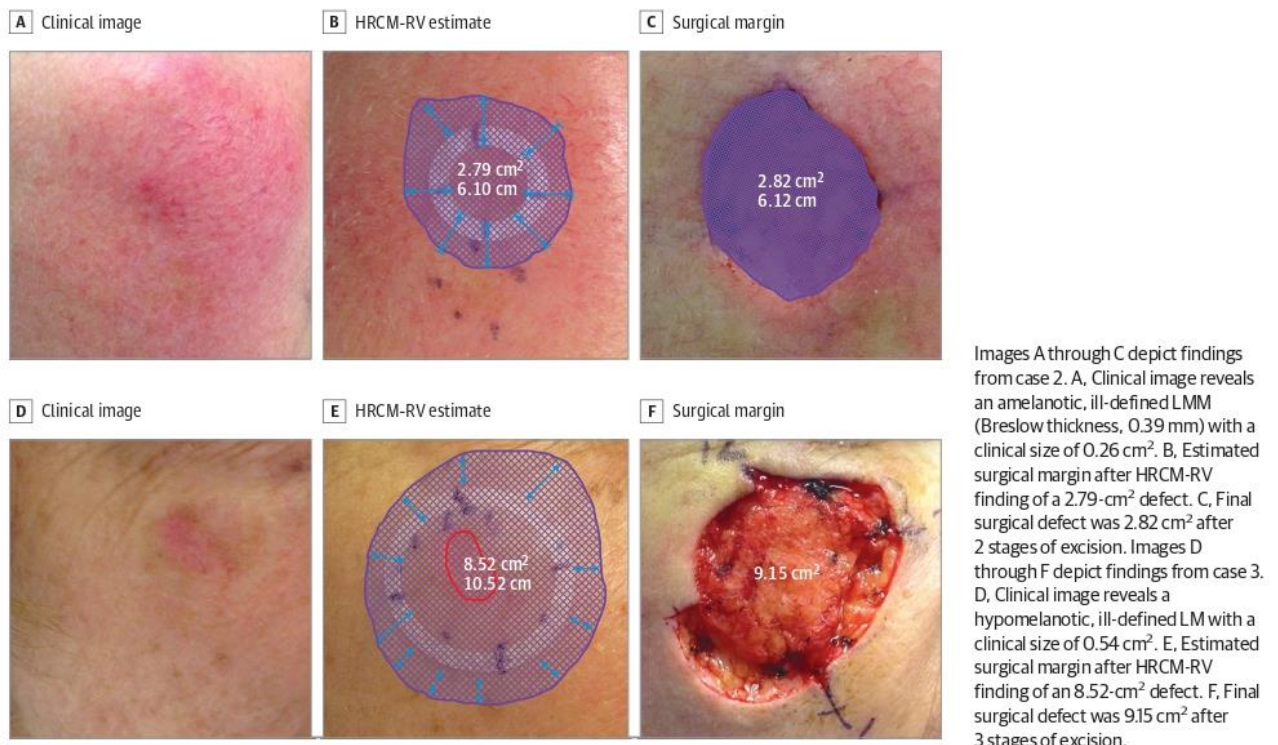 A Clinical image
B HRCM-RV estimate
C Surgical margin
2.79 cm²
6.10 cm
2.82 cm²
6.12 cm
D Clinical image
E HRCM-RV estimate
F Surgical margin
8.52 cm²
10.52 cm
9.15 cm²
Images A through C depict findings
from case 2. A, Clinical image reveals
an amelanotic, ill-defined LMM
(Breslow thickness, 0.39 mm) with a
clinical size of 0.26 cm². B, Estimated
surgical margin after HRCM-RV
finding of a 2.79-cm² defect. C, Final
surgical defect was 2.82 cm² after
2 stages of excision. Images D
through F depict findings from case 3.
D, Clinical image reveals a
hypomelanotic, ill-defined LM with a
clinical size of 0.54 cm². E, Estimated
surgical margin after HRCM-RV
finding of an 8.52-cm² defect. F, Final
surgical defect was 9.15 cm² after
3 stages of excision.